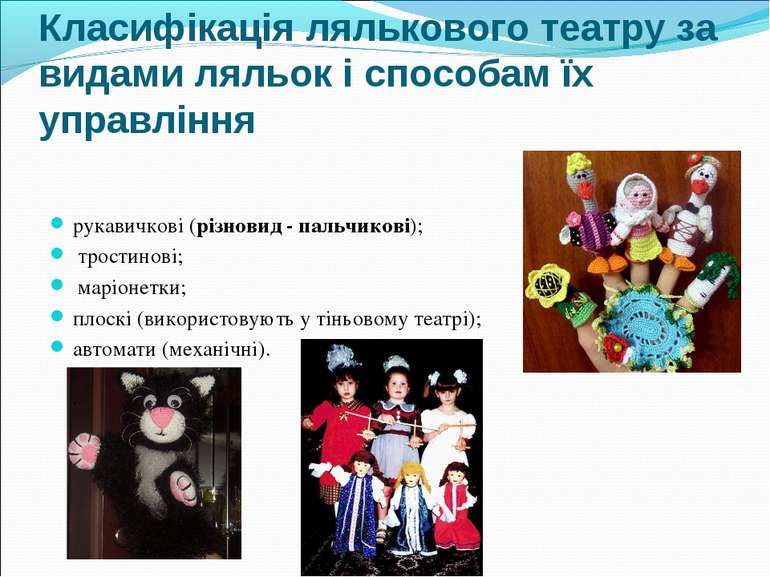 Класифікація лялькового театру за
видами ляльок і способам їх
управління
рукавичкові (різновид - пальчикові);
тростинові;
маріонетки;
плоскі (використовують у тіньовому театрі);
автомати (механічні).